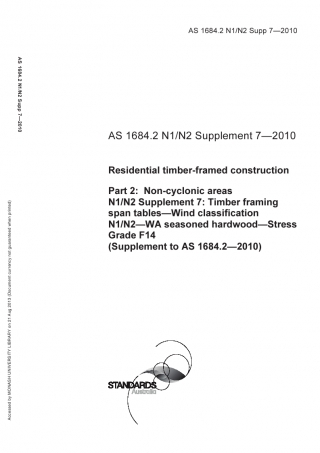 AS 1684.2 N1/N2 Supp 7—2010
AS 1684.2 N1/N2 Supp 7—2010
AS 1684.2 N1/N2 Supplement 7—2010
Residential timber-framed construction
Part 2: Non-cyclonic areas
N1/N2 Supplement 7: Timber framing
span tables—Wind classification
N1/N2—WA seasoned hardwood—Stress
Grade F14
(Supplement to AS 1684.2—2010)
Accessed by MONASH UNIVERSITY LIBRARY on 21 Aug 2012 (Document currency not guaranteed when printed)
STANDARDS
Australia